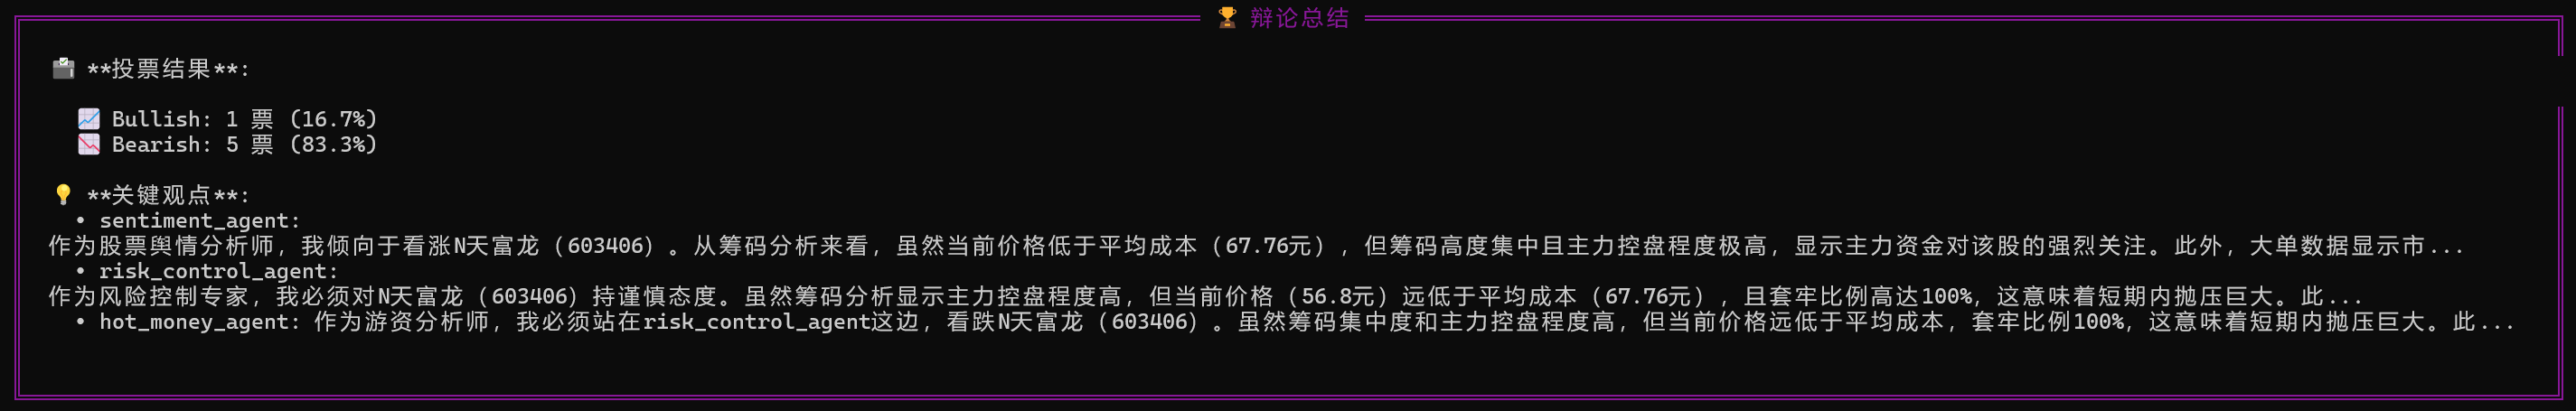 🏆 辩论总结
🗳️ **投票结果**:
📈 Bullish: 1 票 (16.7%)
📉 Bearish: 5 票 (83.3%)
💡 **关键观点**:
• sentiment_agent:
作为股票舆情分析师，我倾向于看涨N天富龙（603406）。从筹码分析来看，虽然当前价格低于平均成本（67.76元），但筹码高度集中且主力控盘程度极高，显示主力资金对该股的强烈关注。此外，大单数据显示市...
• risk_control_agent:
作为风险控制专家，我必须对N天富龙（603406）持谨慎态度。虽然筹码分析显示主力控盘程度高，但当前价格（56.8元）远低于平均成本（67.76元），且套牢比例高达100%，这意味着短期内抛压巨大。此...
• hot_money_agent: 作为游资分析师，我必须站在risk_control_agent这边，看跌N天富龙（603406）。虽然筹码集中度和主力控盘程度高，但当前价格远低于平均成本，套牢比例100%，这意味着短期内抛压巨大。此...